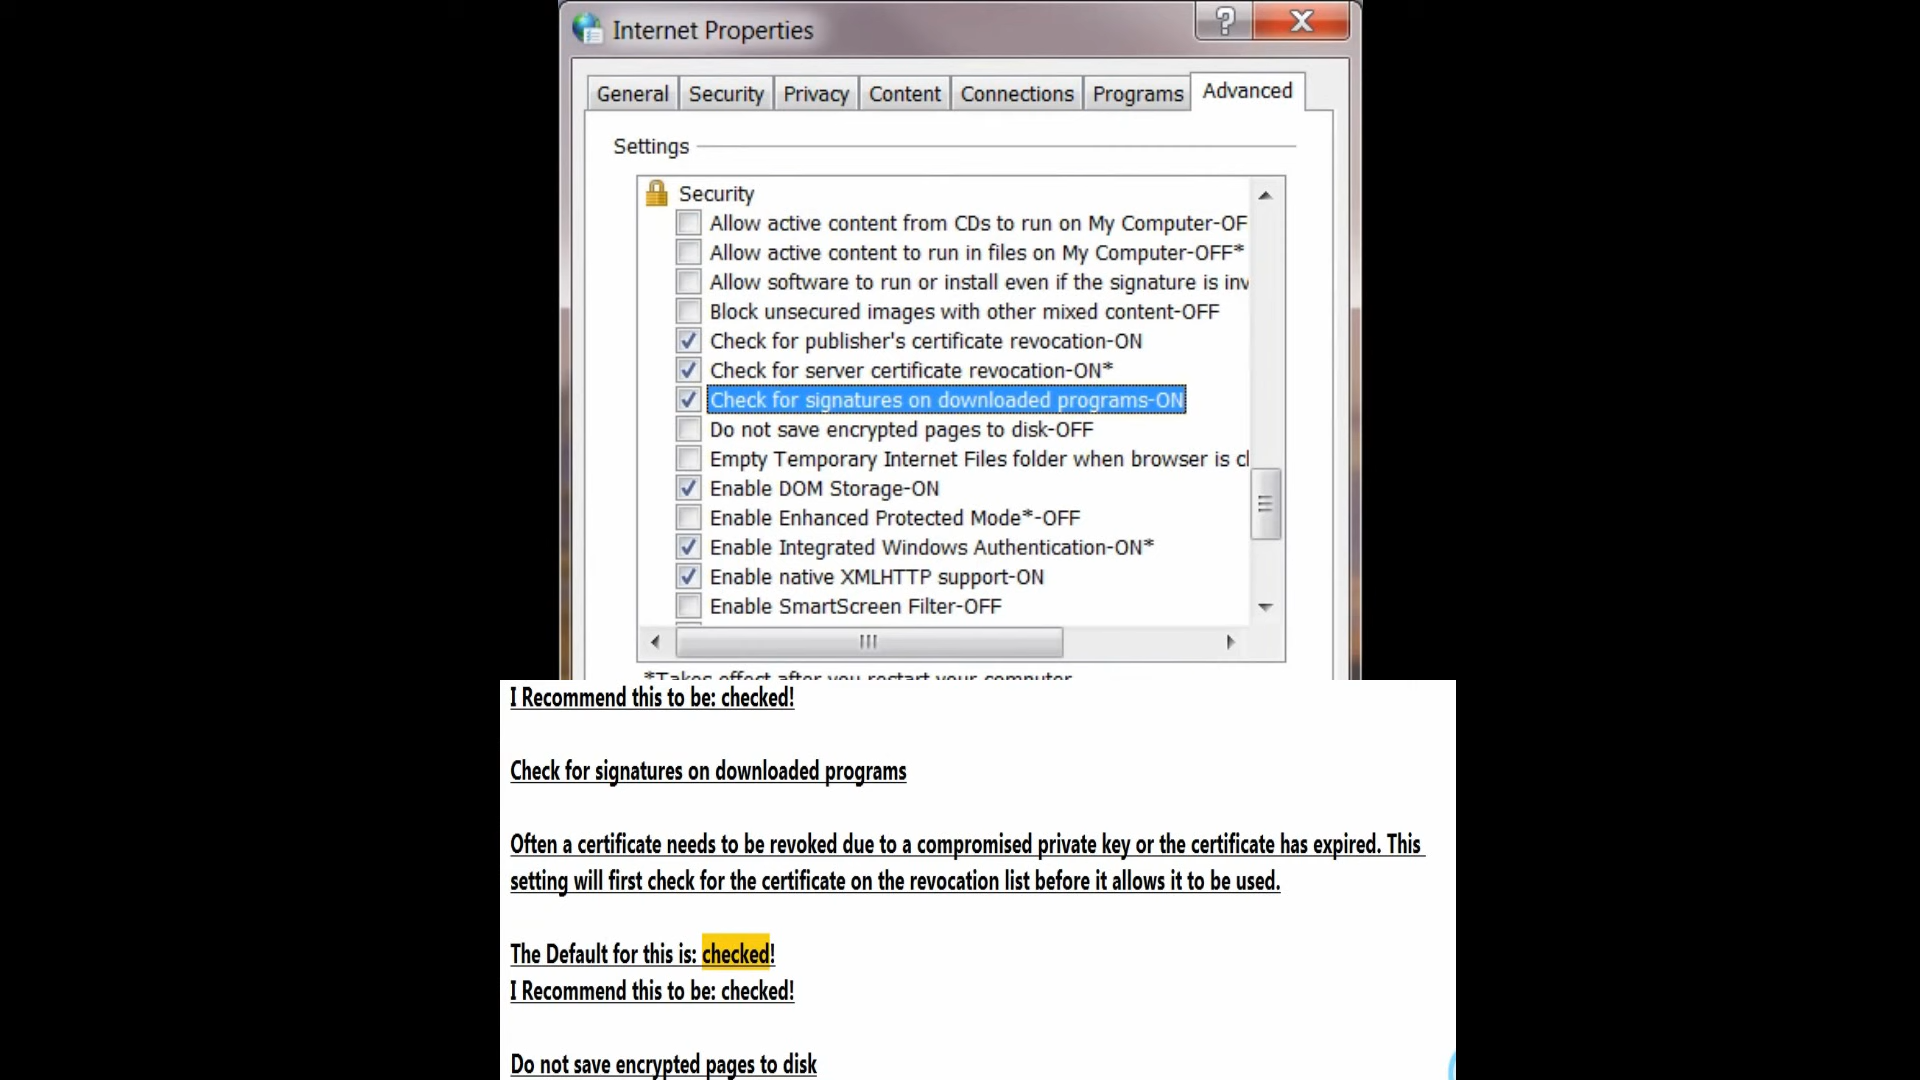 Internet Properties
General Security Privacy Content Connections Programs Advanced
Settings
Security
Allow active content from CDs to run on My Computer-OF
Allow active content to run in files on My Computer-OFF*
Allow software to run or install even if the signature is inv
Block unsecured images with other mixed content-OFF
Check for publisher's certificate revocation-ON
Check for server certificate revocation-ON*
Check for signatures on downloaded programs-ON
Do not save encrypted pages to disk-OFF
Empty Temporary Internet Files folder when browser is cl
Enable DOM Storage-ON
Enable Enhanced Protected Mode*-OFF
Enable Integrated Windows Authentication-ON*
Enable native XMLHTTP support-ON
Enable SmartScreen Filter-OFF
*Takes effect after you restart your computer
I Recommend this to be: checked!
Check for signatures on downloaded programs
Often a certificate needs to be revoked due to a compromised private key or the certificate has expired. This
setting will first check for the certificate on the revocation list before it allows it to be used.
The Default for this is: checked!
I Recommend this to be: checked!
Do not save encrypted pages to disk